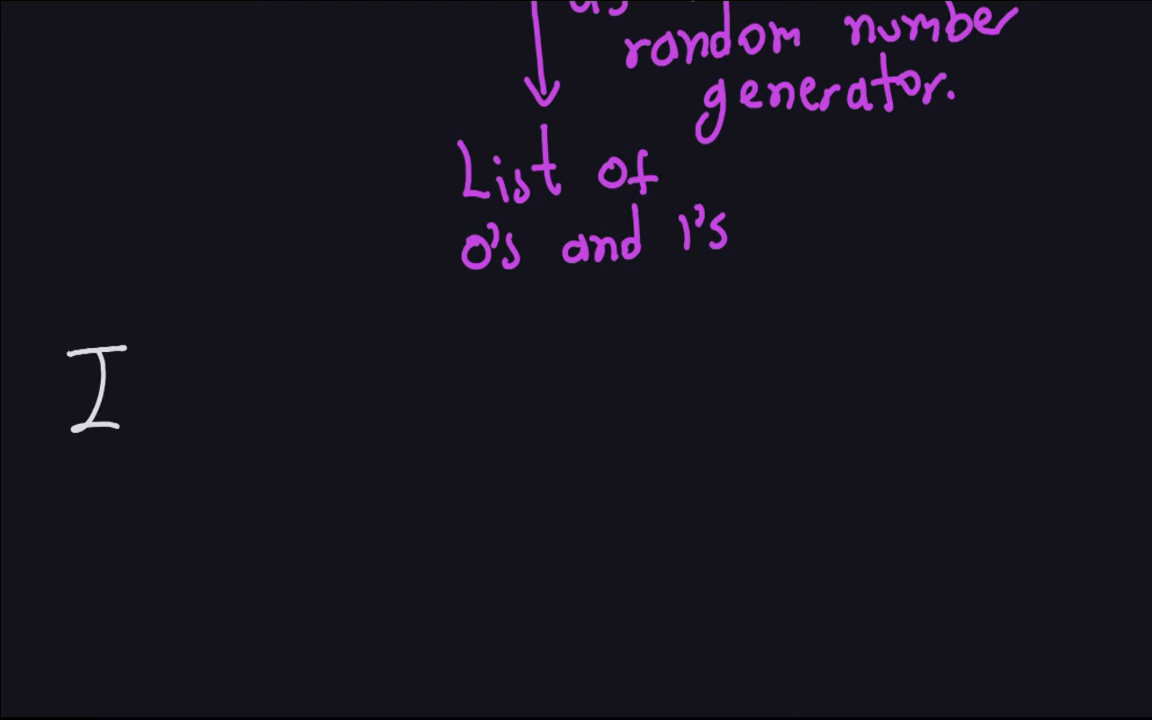 random number
generator.
List of
0's and 1's
I